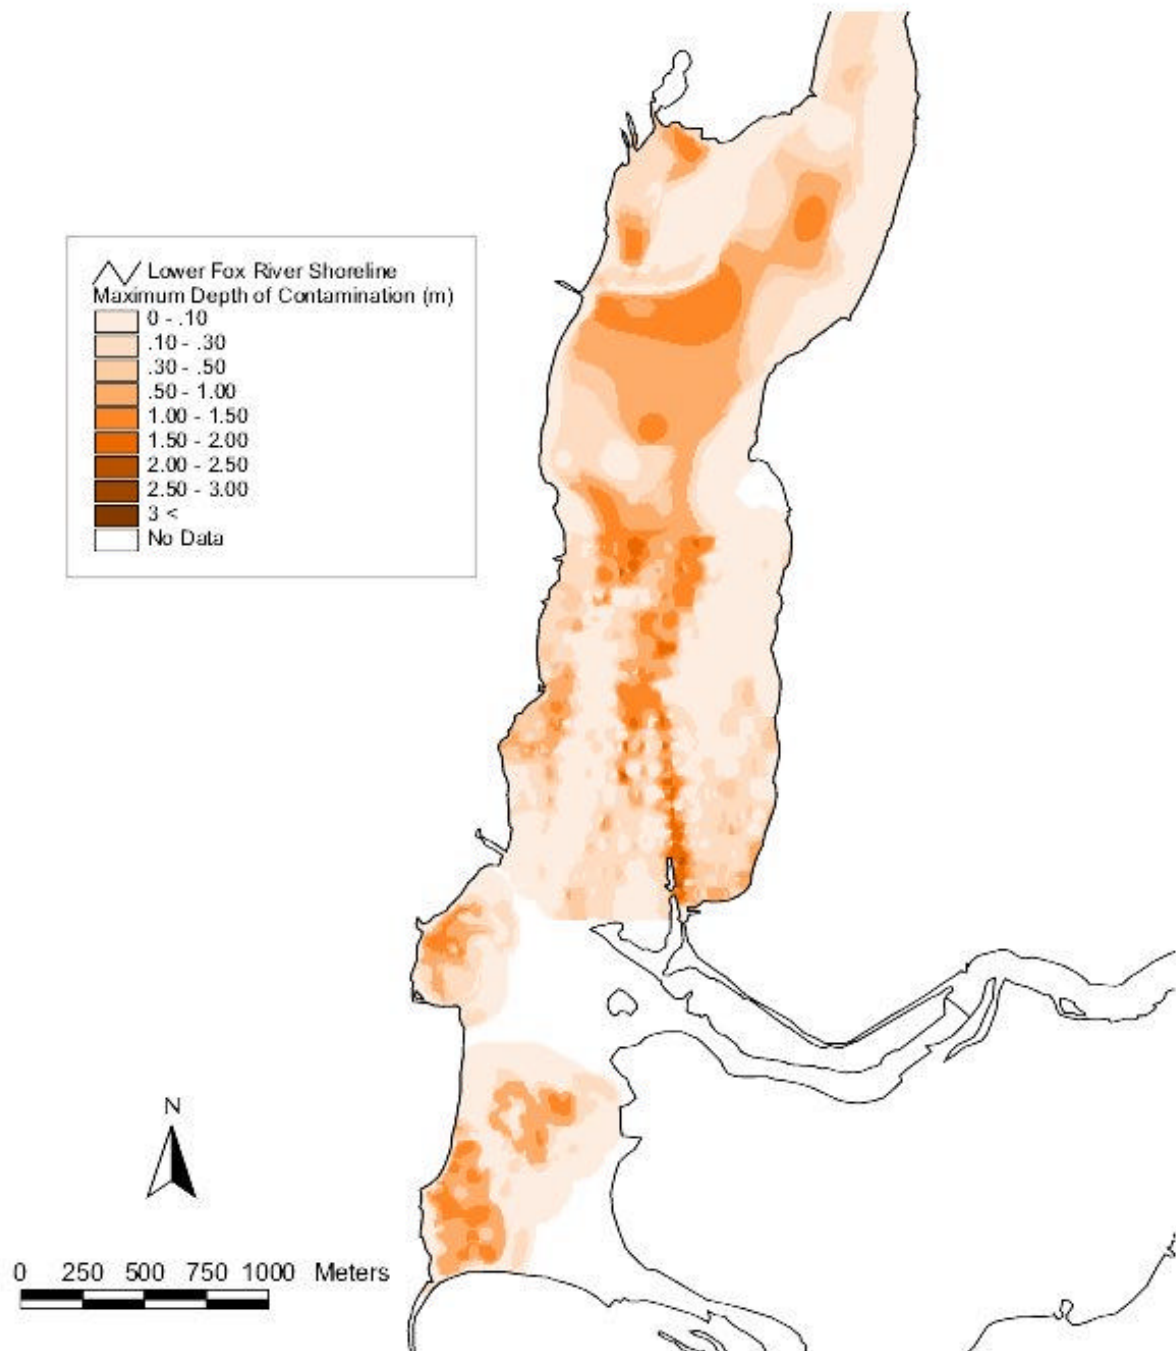 Lower Fox River Shoreline
Maximum Depth of Contamination (m)
0 - .10
.10 - .30
.30 - .50
.50 - 1.00
1.00 - 1.50
1.50 - 2.00
2.00 - 2.50
2.50 - 3.00
3 <
No Data
N
0 250 500 750 1000 Meters